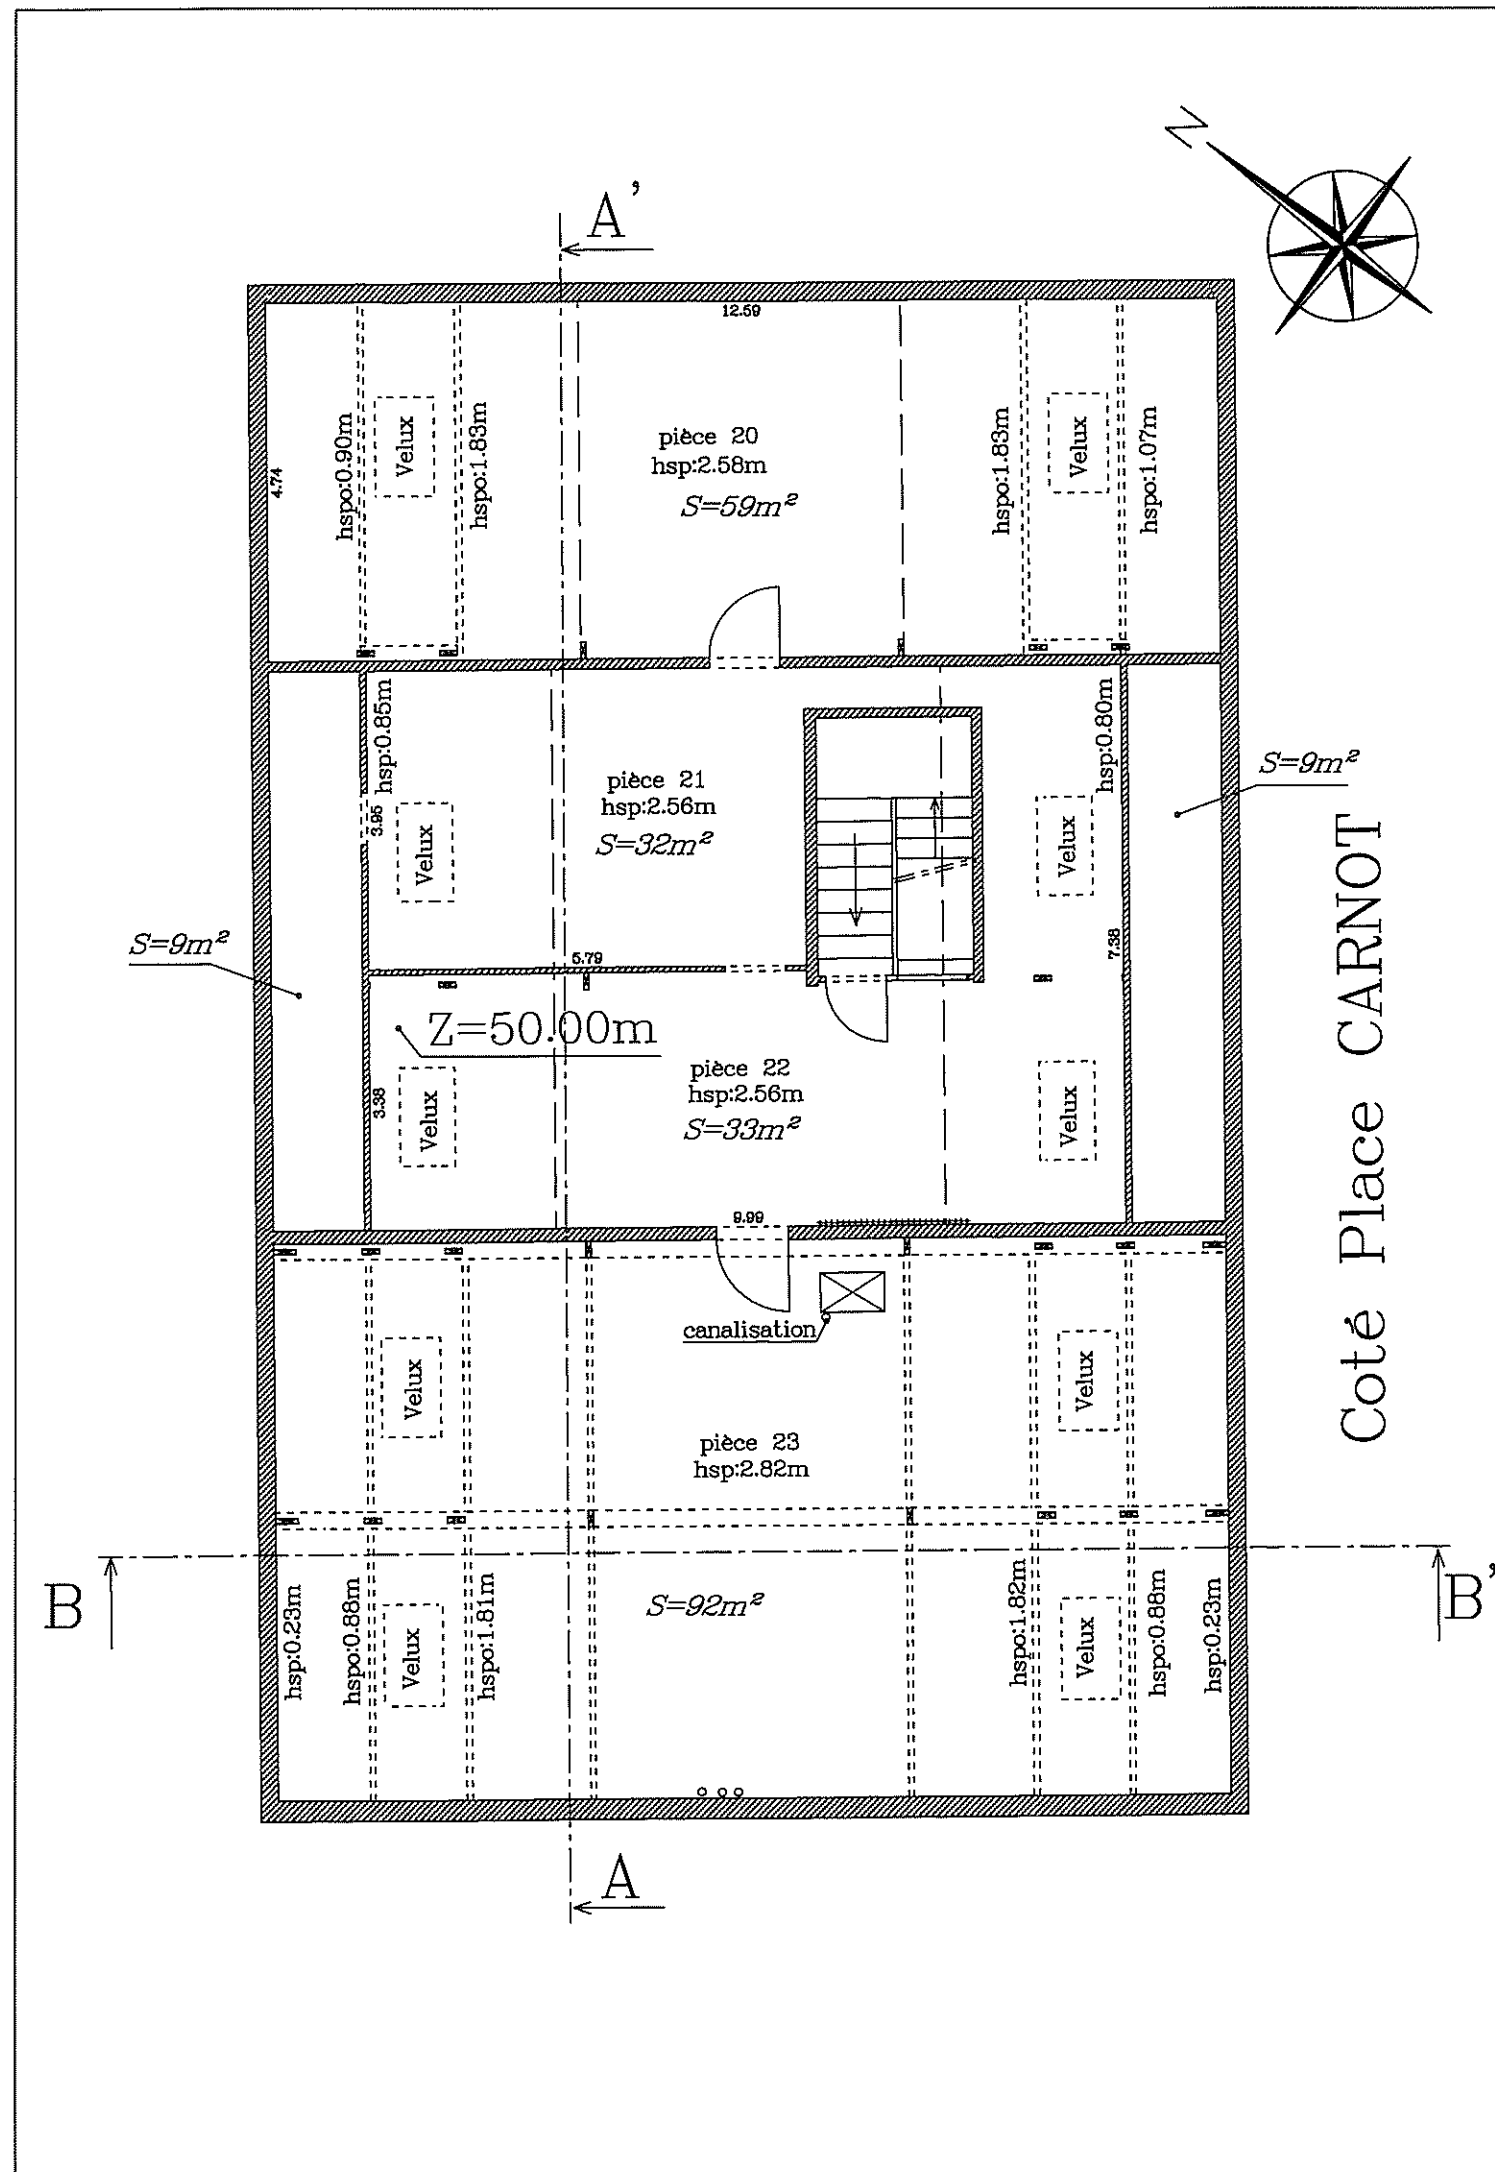 N
A'
12.59
4.74
hspo:0.90m
Velux
hspo:1.83m
pièce 20
hsp:2.58m
S=59m²
hspo:1.83m
Velux
hspo:1.07m
hsp:0.85m
3.95
Velux
pièce 21
hsp:2.56m
S=32m²
hsp:0.80m
Velux
S=9m²
S=9m²
5.79
7.38
Z=50.00m
3.38
Velux
pièce 22
hsp:2.56m
S=33m²
Velux
9.99
Coté Place CARNOT
canalisation
Velux
Velux
pièce 23
hsp:2.82m
B
B'
hsp:0.23m
hspo:0.88m
Velux
hspo:1.81m
S=92m²
hspo:1.82m
Velux
hspo:0.88m
hsp:0.23m
A